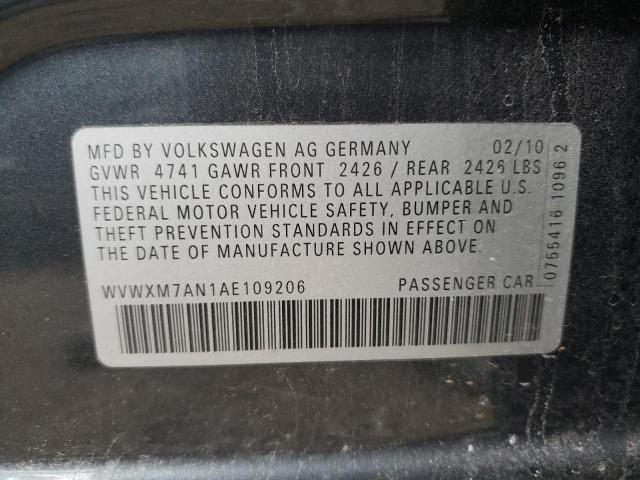 MFD BY VOLKSWAGEN AG GERMANY 02/10
GVWR 4741 GAWR FRONT 2426 / REAR 2426 LBS
THIS VEHICLE CONFORMS TO ALL APPLICABLE U.S.
FEDERAL MOTOR VEHICLE SAFETY, BUMPER AND
THEFT PREVENTION STANDARDS IN EFFECT ON
THE DATE OF MANUFACTURE SHOWN ABOVE.
WVWXM7AN1AE109206 PASSENGER CAR
0755416 1096 2